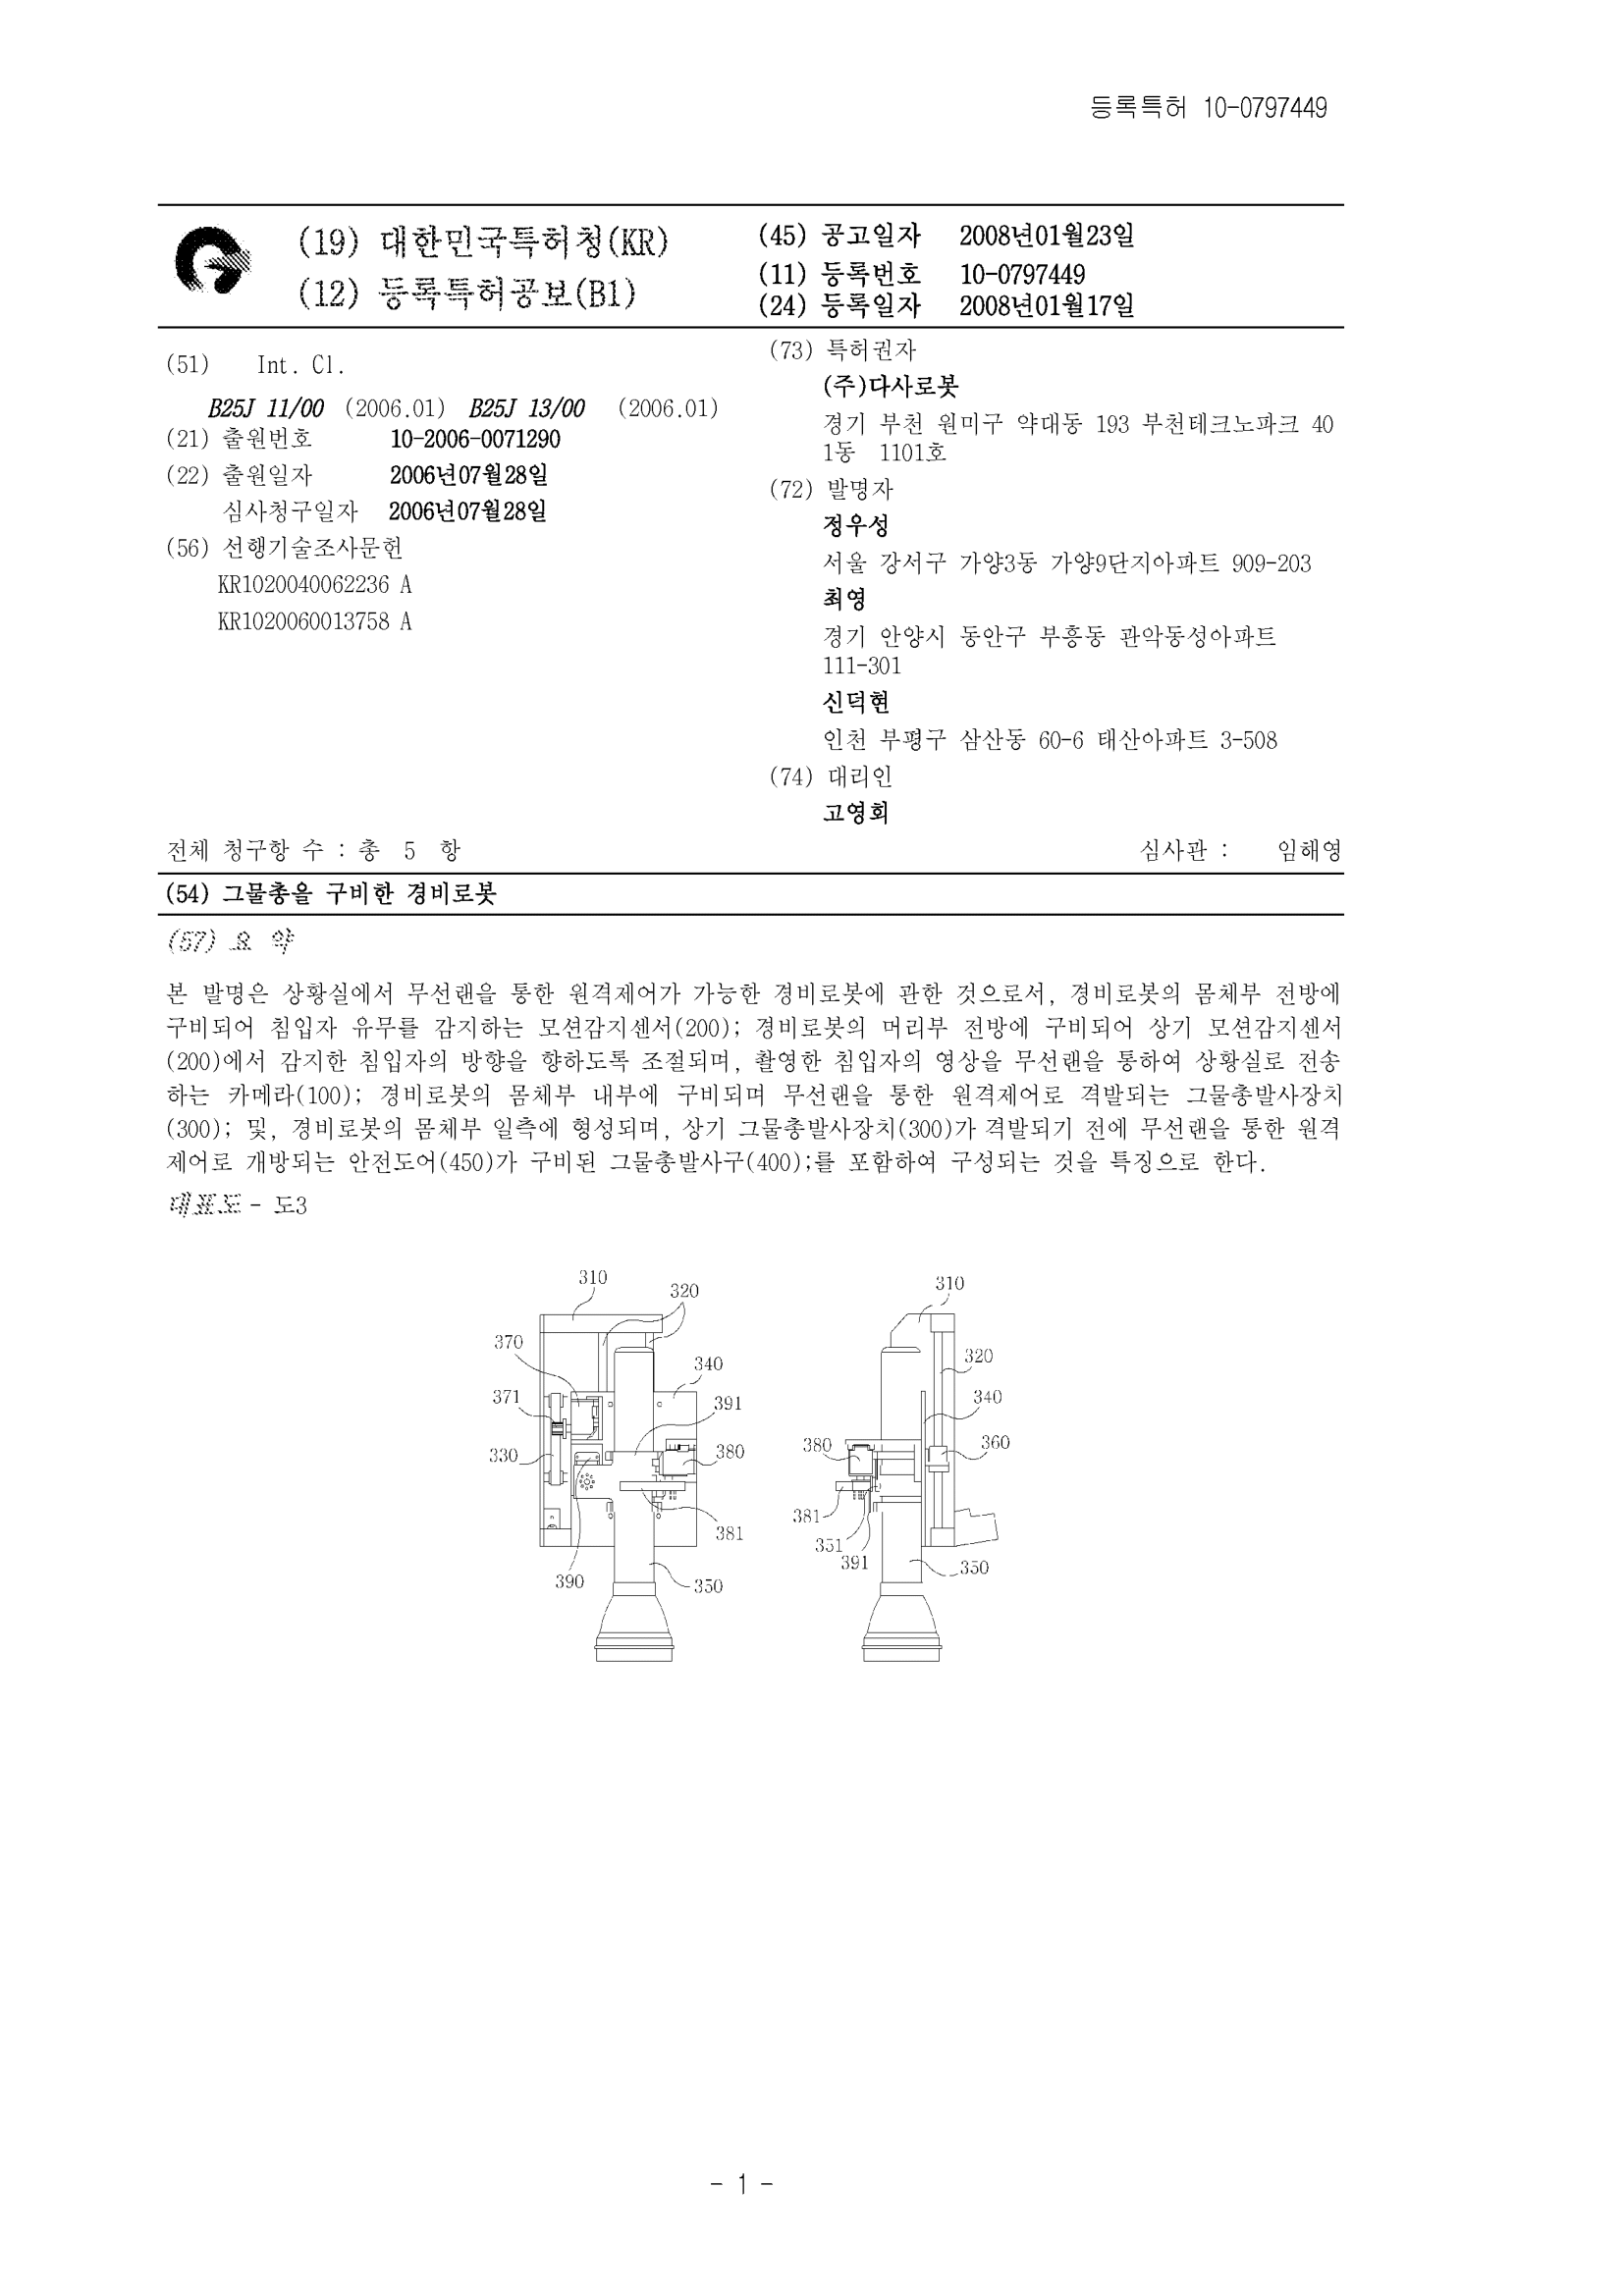 등록특허 10-0797449
(19) 대한민국특허청(KR)
(12) 등록특허공보(B1)
(45) 공고일자 2008년01월23일
(11) 등록번호 10-0797449
(24) 등록일자 2008년01월17일
(51) Int. Cl.
B25J 11/00 (2006.01) B25J 13/00 (2006.01)
(21) 출원번호 10-2006-0071290
(22) 출원일자 2006년07월28일
심사청구일자 2006년07월28일
(56) 선행기술조사문헌
KR1020040062236 A
KR1020060013758 A
(73) 특허권자
(주)다사로봇
경기 부천 원미구 약대동 193 부천테크노파크 40
1동 1101호
(72) 발명자
정우성
서울 강서구 가양3동 가양9단지아파트 909-203
최영
경기 안양시 동안구 부흥동 관악동성아파트
111-301
신덕현
인천 부평구 삼산동 60-6 태산아파트 3-508
(74) 대리인
고영회
전체 청구항 수 : 총 5 항 심사관 : 임해영
(54) 그물총을 구비한 경비로봇
(57) 요 약
본 발명은 상황실에서 무선랜을 통한 원격제어가 가능한 경비로봇에 관한 것으로서, 경비로봇의 몸체부 전방에
구비되어 침입자 유무를 감지하는 모션감지센서(200); 경비로봇의 머리부 전방에 구비되어 상기 모션감지센서
(200)에서 감지한 침입자의 방향을 향하도록 조절되며, 촬영한 침입자의 영상을 무선랜을 통하여 상황실로 전송
하는 카메라(100); 경비로봇의 몸체부 내부에 구비되며 무선랜을 통한 원격제어로 격발되는 그물총발사장치
(300); 및, 경비로봇의 몸체부 일측에 형성되며, 상기 그물총발사장치(300)가 격발되기 전에 무선랜을 통한 원격
제어로 개방되는 안전도어(450)가 구비된 그물총발사구(400);를 포함하여 구성되는 것을 특징으로 한다.
대표도 - 도3
310
320
370
340
371
391
330
380
381
390
350
310
320
340
380
360
381
351
391
350
- 1 -